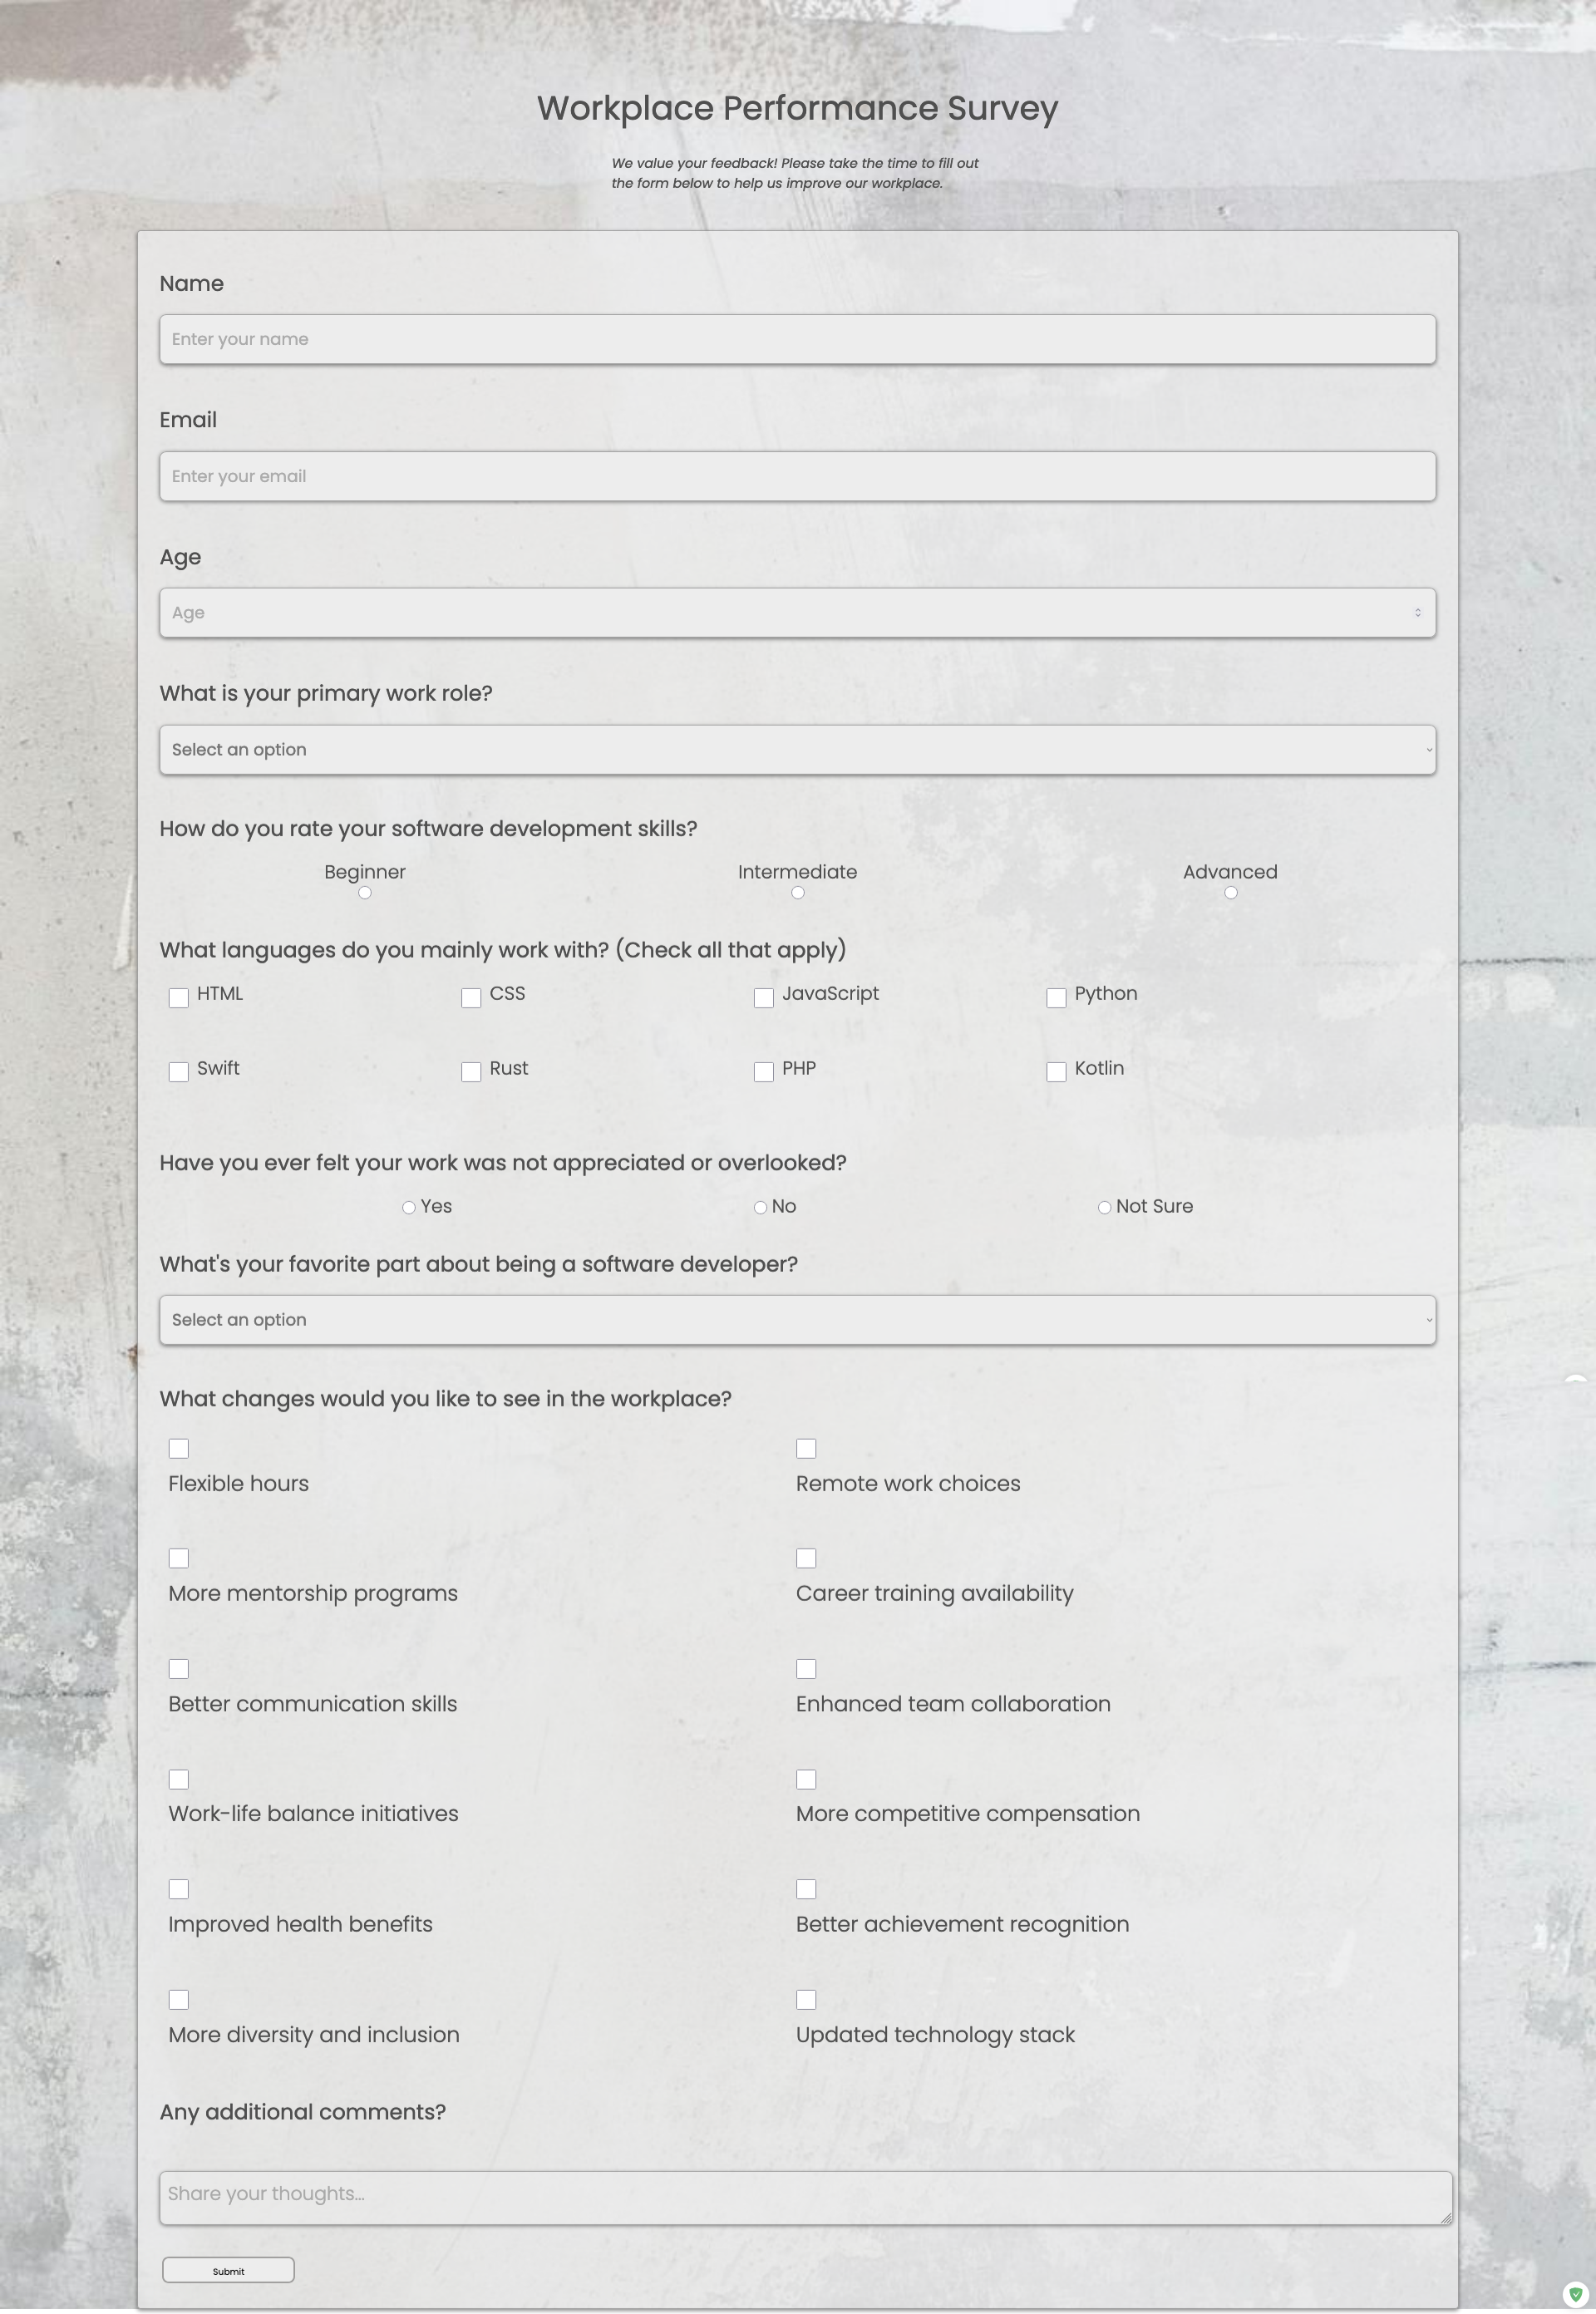 Workplace Performance Survey
We value your feedback! Please take the time to fill out
the form below to help us improve our workplace.
Name
Enter your name
Email
Enter your email
Age
Age
What is your primary work role?
Select an option
How do you rate your software development skills?
Beginner Intermediate Advanced
What languages do you mainly work with? (Check all that apply)
HTML CSS JavaScript Python
Swift Rust PHP Kotlin
Have you ever felt your work was not appreciated or overlooked?
Yes No Not Sure
What's your favorite part about being a software developer?
Select an option
What changes would you like to see in the workplace?
Flexible hours Remote work choices
More mentorship programs Career training availability
Better communication skills Enhanced team collaboration
Work-life balance initiatives More competitive compensation
Improved health benefits Better achievement recognition
More diversity and inclusion Updated technology stack
Any additional comments?
Share your thoughts...
Submit